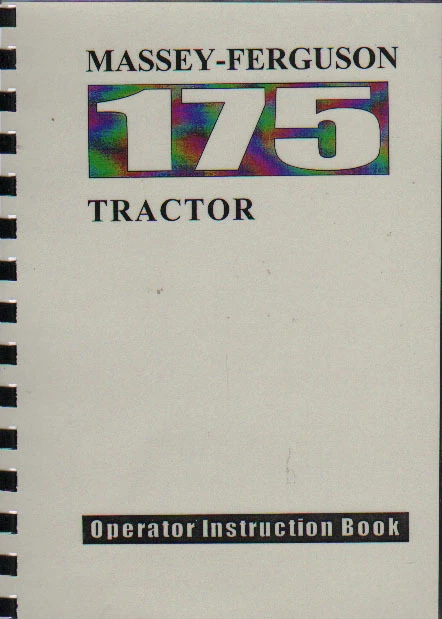 MASSEY-FERGUSON
175
TRACTOR
Operator Instruction Book